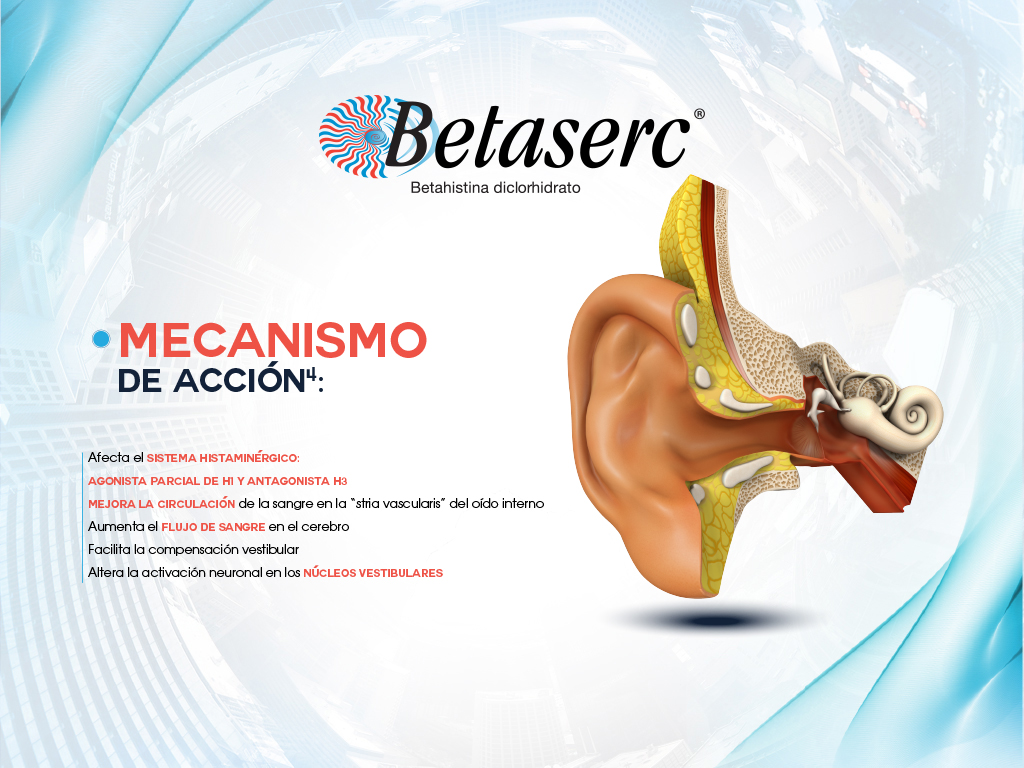 Betaserc®
Betahistina diclorhidrato
MECANISMO
DE ACCIÓN⁴:
Afecta el SISTEMA HISTAMINÉRGICO:
AGONISTA PARCIAL DE H1 Y ANTAGONISTA H3
MEJORA LA CIRCULACIÓN de la sangre en la “stria vascularis” del oído interno
Aumenta el FLUJO DE SANGRE en el cerebro
Facilita la compensación vestibular
Altera la activación neuronal en los NÚCLEOS VESTIBULARES